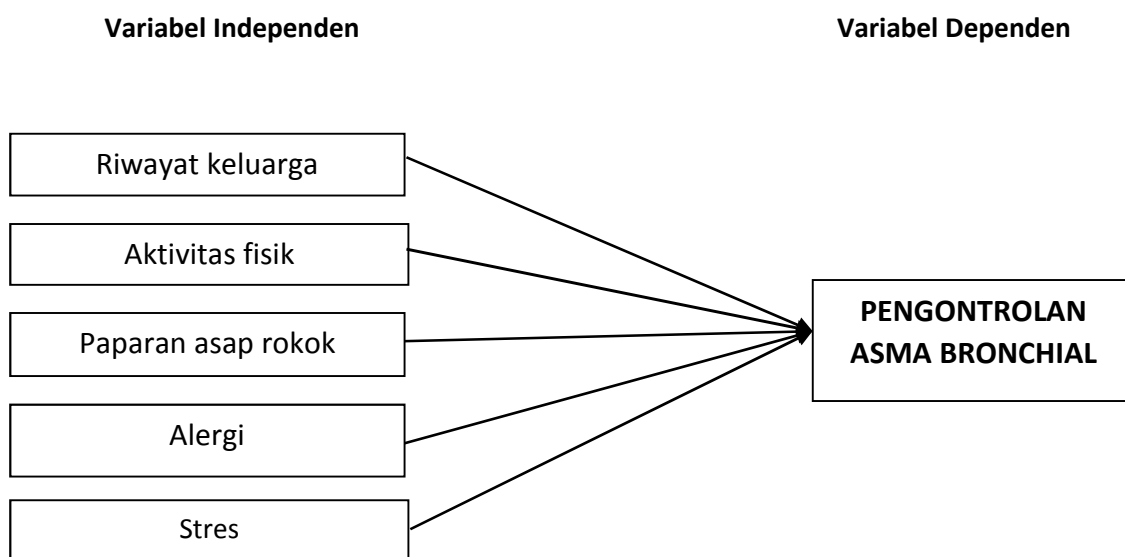 Variabel Independen
Variabel Dependen
Riwayat keluarga
Aktivitas fisik
Paparan asap rokok
Alergi
Stres
PENGONTROLAN
ASMA BRONCHIAL